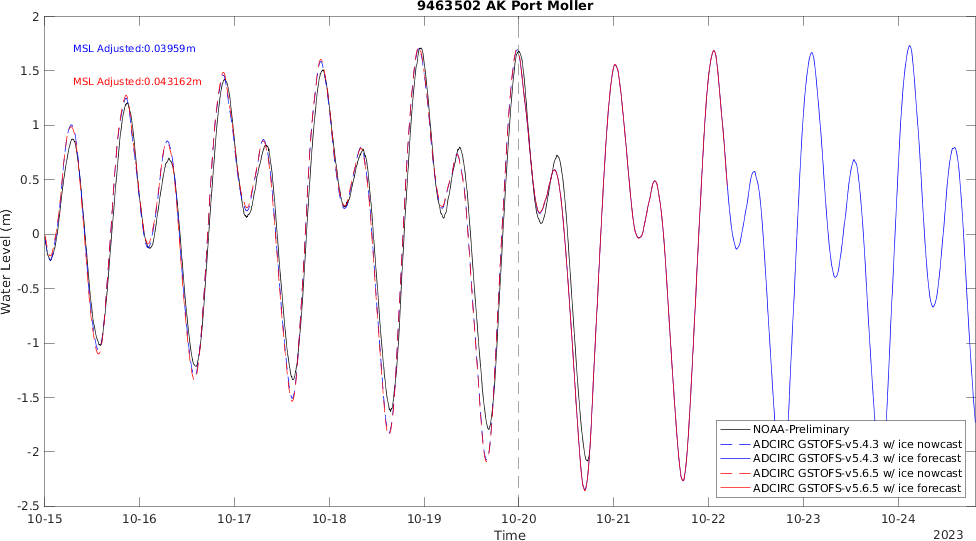 9463502 AK Port Moller
MSL Adjusted:0.03959m
MSL Adjusted:0.043162m
Water Level (m)
2
1.5
1
0.5
0
-0.5
-1
-1.5
-2
-2.5
NOAA-Preliminary
ADCIRC GSTOFS-v5.4.3 w/ ice nowcast
ADCIRC GSTOFS-v5.4.3 w/ ice forecast
ADCIRC GSTOFS-v5.6.5 w/ ice nowcast
ADCIRC GSTOFS-v5.6.5 w/ ice forecast
10-15 10-16 10-17 10-18 10-19 10-20 10-21 10-22 10-23 10-24
Time
2023